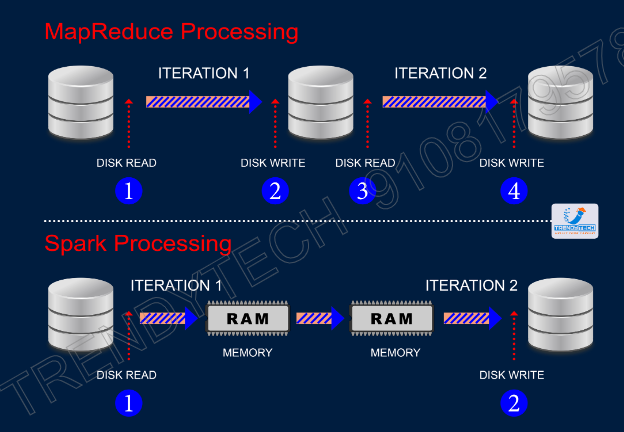 MapReduce Processing
ITERATION 1
ITERATION 2
DISK READ
DISK WRITE
DISK READ
DISK WRITE
1
2
3
4
TRENDYTECH
Spark Processing
ITERATION 1
ITERATION 2
RAM
RAM
MEMORY
MEMORY
DISK READ
DISK WRITE
1
2
TRENDYTECH 9108179578